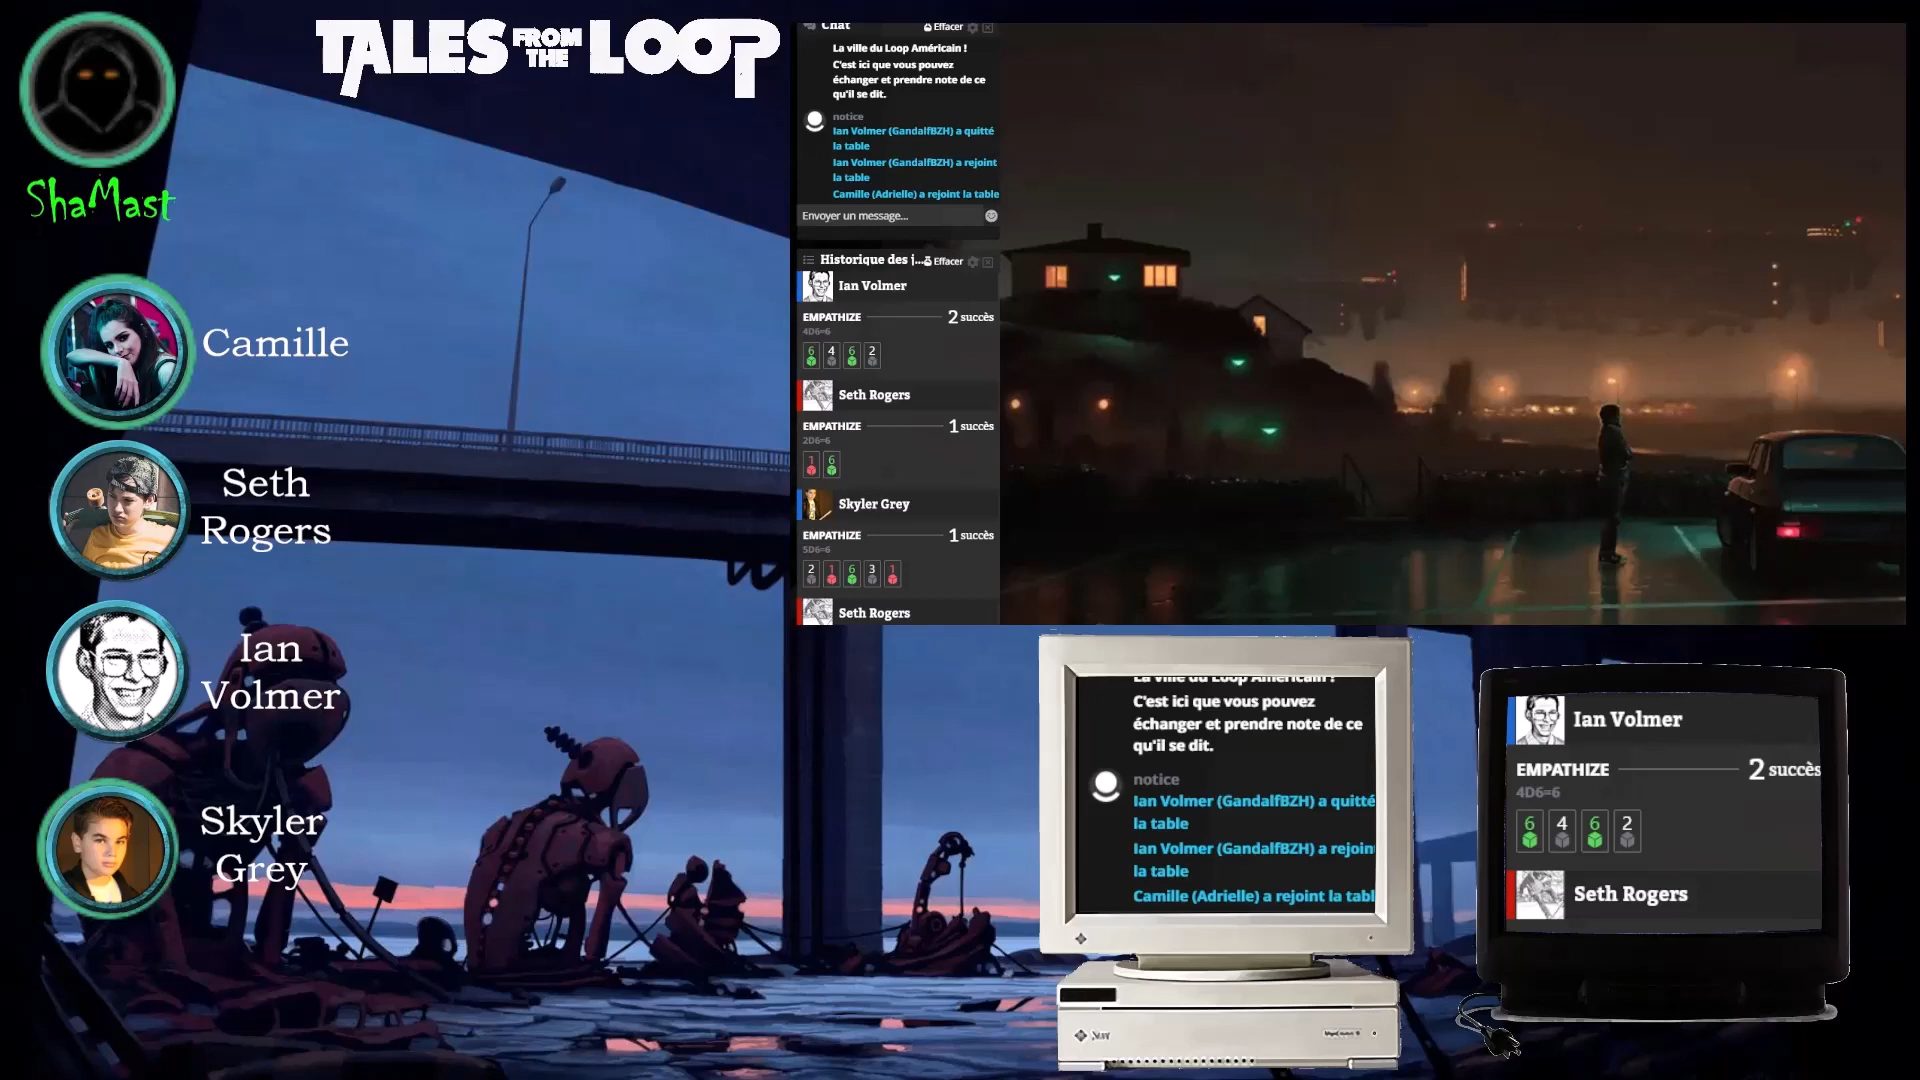 TALES FROM THE LOOP
ShaMast
Camille
Seth
Rogers
Ian
Volmer
Skyler
Grey
Chat
Effacer
La ville du Loop Américain !
C'est ici que vous pouvez
échanger et prendre note de ce
qu'il se dit.
notice
Ian Volmer (GandalfBZH) a quitté
la table
Ian Volmer (GandalfBZH) a rejoint
la table
Camille (Adrielle) a rejoint la table
Envoyer un message...
Historique des j... Effacer
Ian Volmer
EMPATHIZE 2 succès
4D6=6
6 4 6 2
Seth Rogers
EMPATHIZE 1 succès
2D6=6
1 6
Skyler Grey
EMPATHIZE 1 succès
5D6=6
2 1 6 3 1
Seth Rogers
La ville du Loop Américain !
C'est ici que vous pouvez
échanger et prendre note de ce
qu'il se dit.
notice
Ian Volmer (GandalfBZH) a quitté
la table
Ian Volmer (GandalfBZH) a rejoin
la table
Camille (Adrielle) a rejoint la tabl
Sun
Ian Volmer
EMPATHIZE 2 succès
4D6=6
6 4 6 2
Seth Rogers